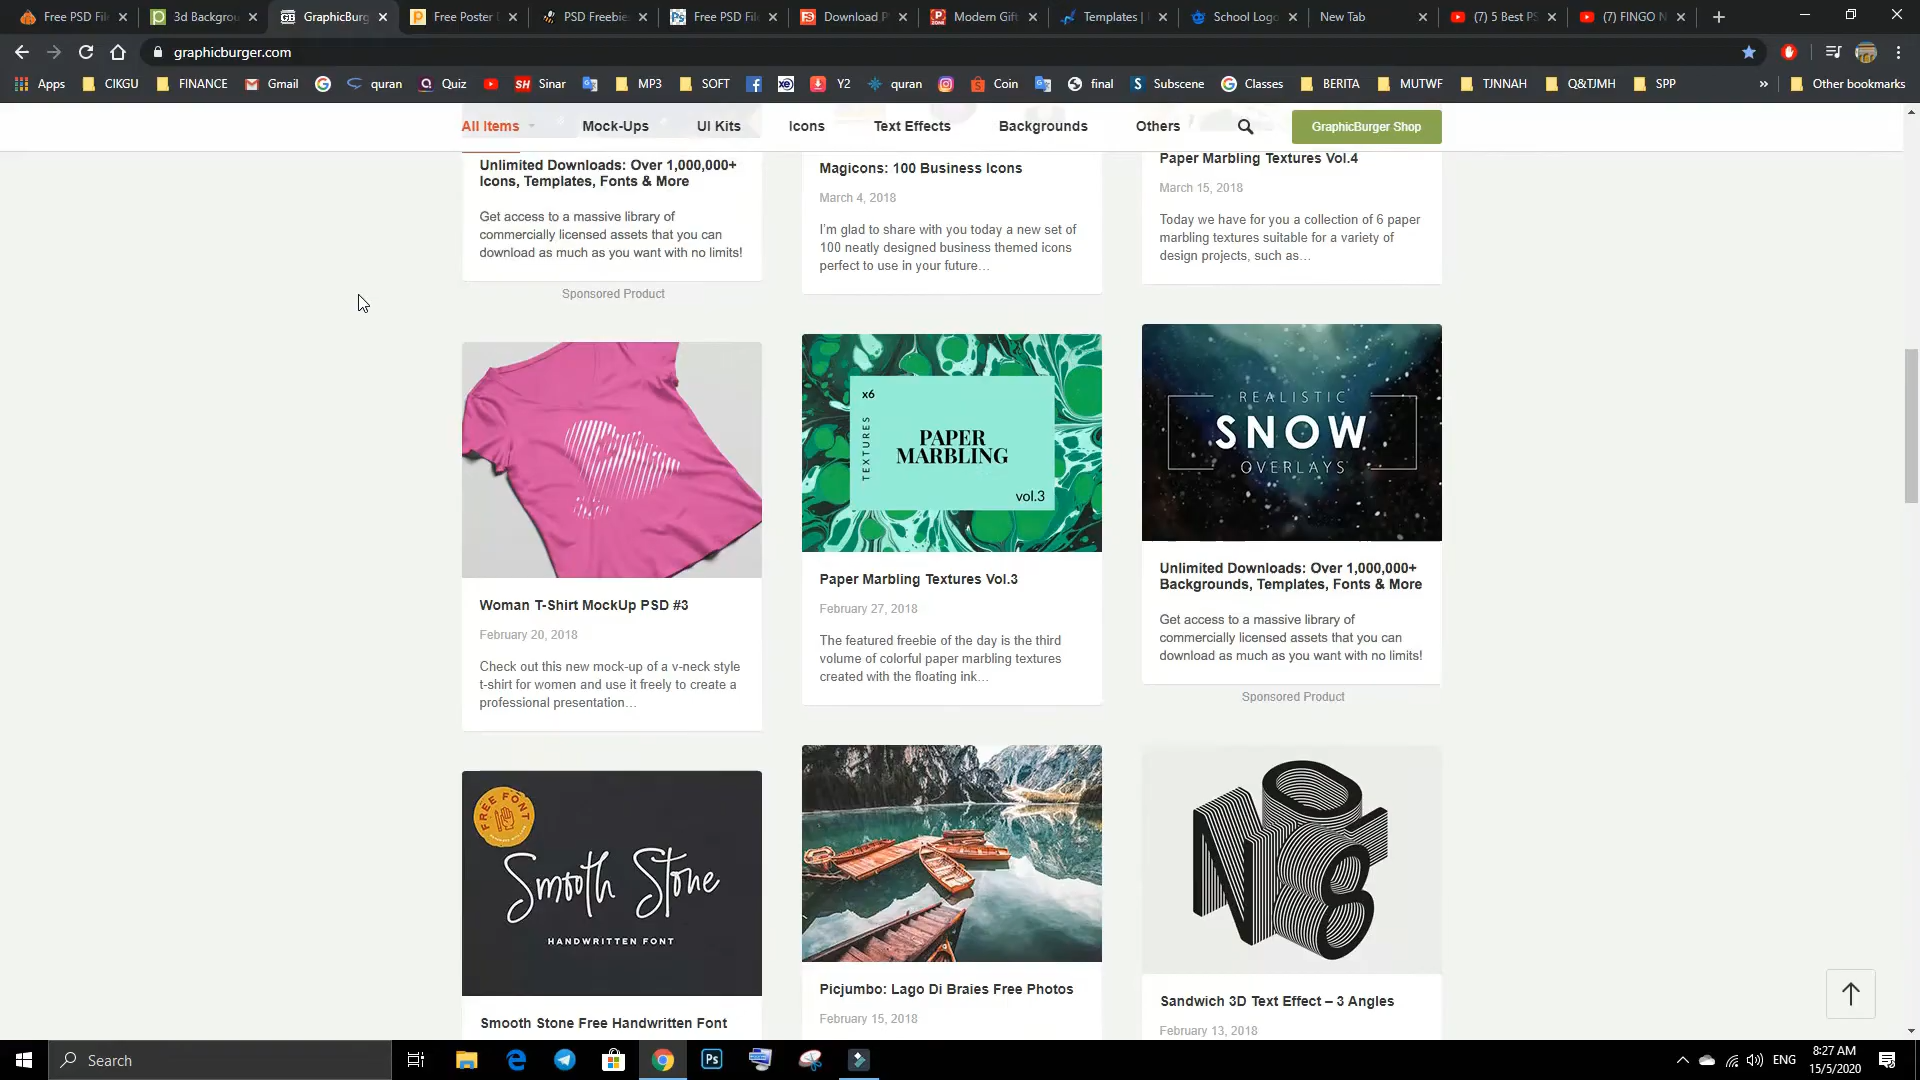 Free PSD Fil
3d Backgrou
GraphicBurg
Free Poster
PSD Freebie
Free PSD Fil
Download P
Modern Gift
Templates |
School Logo
New Tab
(7) 5 Best PS
(7) FINGO N
graphicburger.com
Apps
CIKGU
FINANCE
Gmail
quran
Quiz
SH Sinar
MP3
SOFT
Y2
quran
Coin
final
Subscene
Classes
BERITA
MUTWF
TJNNAH
Q&TJMH
SPP
Other bookmarks
All Items
Mock-Ups
UI Kits
Icons
Text Effects
Backgrounds
Others
GraphicBurger Shop
Unlimited Downloads: Over 1,000,000+
Icons, Templates, Fonts & More
Get access to a massive library of
commercially licensed assets that you can
download as much as you want with no limits!
Sponsored Product
Magicons: 100 Business Icons
March 4, 2018
I'm glad to share with you today a new set of
100 neatly designed business themed icons
perfect to use in your future…
Paper Marbling Textures Vol.4
March 15, 2018
Today we have for you a collection of 6 paper
marbling textures suitable for a variety of
design projects, such as…
Woman T-Shirt MockUp PSD #3
February 20, 2018
Check out this new mock-up of a v-neck style
t-shirt for women and use it freely to create a
professional presentation…
x6
TEXTURES
PAPER
MARBLING
vol.3
Paper Marbling Textures Vol.3
February 27, 2018
The featured freebie of the day is the third
volume of colorful paper marbling textures
created with the floating ink…
REALISTIC
SNOW
OVERLAYS
Unlimited Downloads: Over 1,000,000+
Backgrounds, Templates, Fonts & More
Get access to a massive library of
commercially licensed assets that you can
download as much as you want with no limits!
Sponsored Product
FREE FONT
Smooth Stone
HANDWRITTEN FONT
Smooth Stone Free Handwritten Font
Picjumbo: Lago Di Braies Free Photos
February 15, 2018
Sandwich 3D Text Effect – 3 Angles
February 13, 2018
Search
Ps
ENG
8:27 AM
15/5/2020